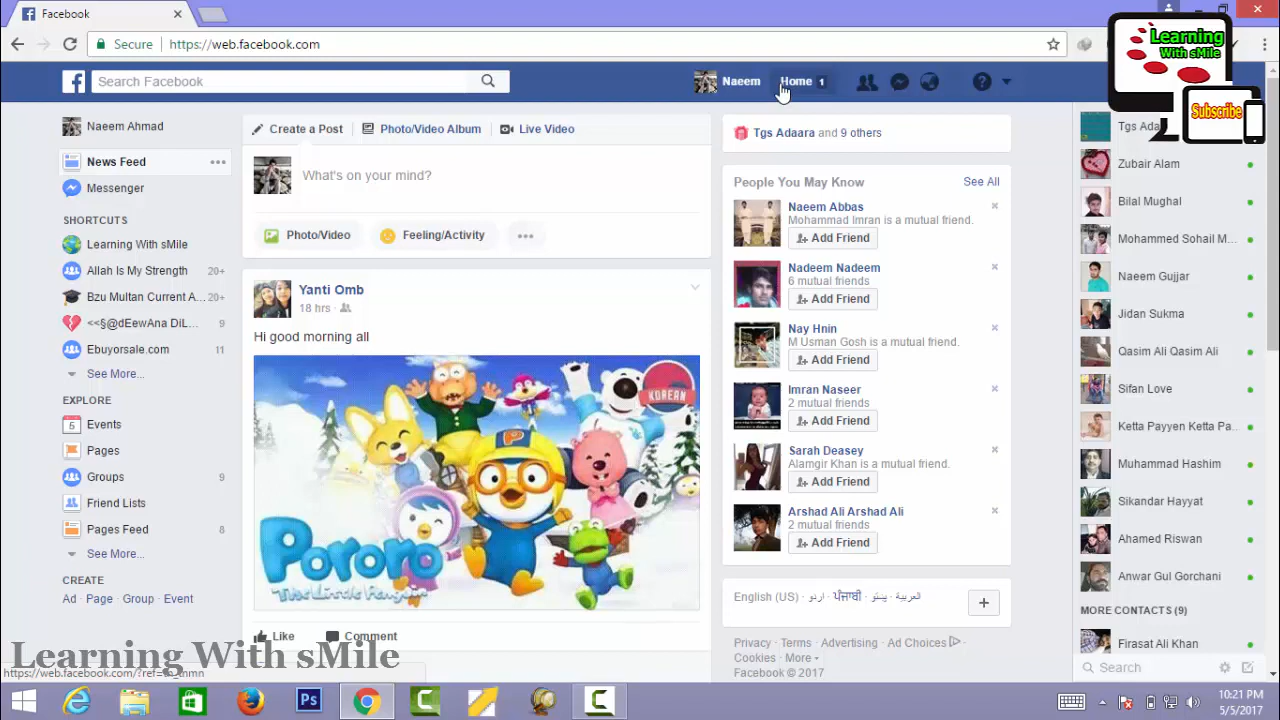 Facebook
Secure https://web.facebook.com
Learning
With sMile
Subscribe
Search Facebook
Naeem
Home 1
Naeem Ahmad
News Feed
Messenger
SHORTCUTS
Learning With sMile
Allah Is My Strength 20+
Bzu Multan Current A... 20+
<<§@dEewAna DiL... 9
Ebuyorsale.com 11
See More...
EXPLORE
5 Events
Pages
Groups 9
Friend Lists
Pages Feed 8
See More...
CREATE
Ad · Page · Group · Event
Create a Post
Photo/Video Album
Live Video
What's on your mind?
Photo/Video
Feeling/Activity
Yanti Omb
18 hrs ·
Hi good morning all
KOREAN
P
Pororo
The Little
Like
Comment
Tgs Adaara and 9 others
People You May Know
See All
Naeem Abbas
Mohammad Imran is a mutual friend.
Add Friend
Nadeem Nadeem
6 mutual friends
Add Friend
Nay Hnin
M Usman Gosh is a mutual friend.
Add Friend
Imran Naseer
2 mutual friends
Add Friend
Sarah Deasey
Alamgir Khan is a mutual friend.
Add Friend
Arshad Ali Arshad Ali
2 mutual friends
Add Friend
English (US) · اردو · ਪੰਜਾਬੀ · پښتو · العربية
Privacy · Terms · Advertising · Ad Choices ·
Cookies · More
Facebook © 2017
Tgs Ada
Zubair Alam
Bilal Mughal
Mohammed Sohail M...
Naeem Gujjar
Jidan Sukma
Qasim Ali Qasim Ali
Sifan Love
Ketta Payyen Ketta Pa...
Muhammad Hashim
Sikandar Hayyat
Ahamed Riswan
Anwar Gul Gorchani
MORE CONTACTS (9)
Firasat Ali Khan
Search
Learning With sMile
Ps
10:21 PM
5/5/2017